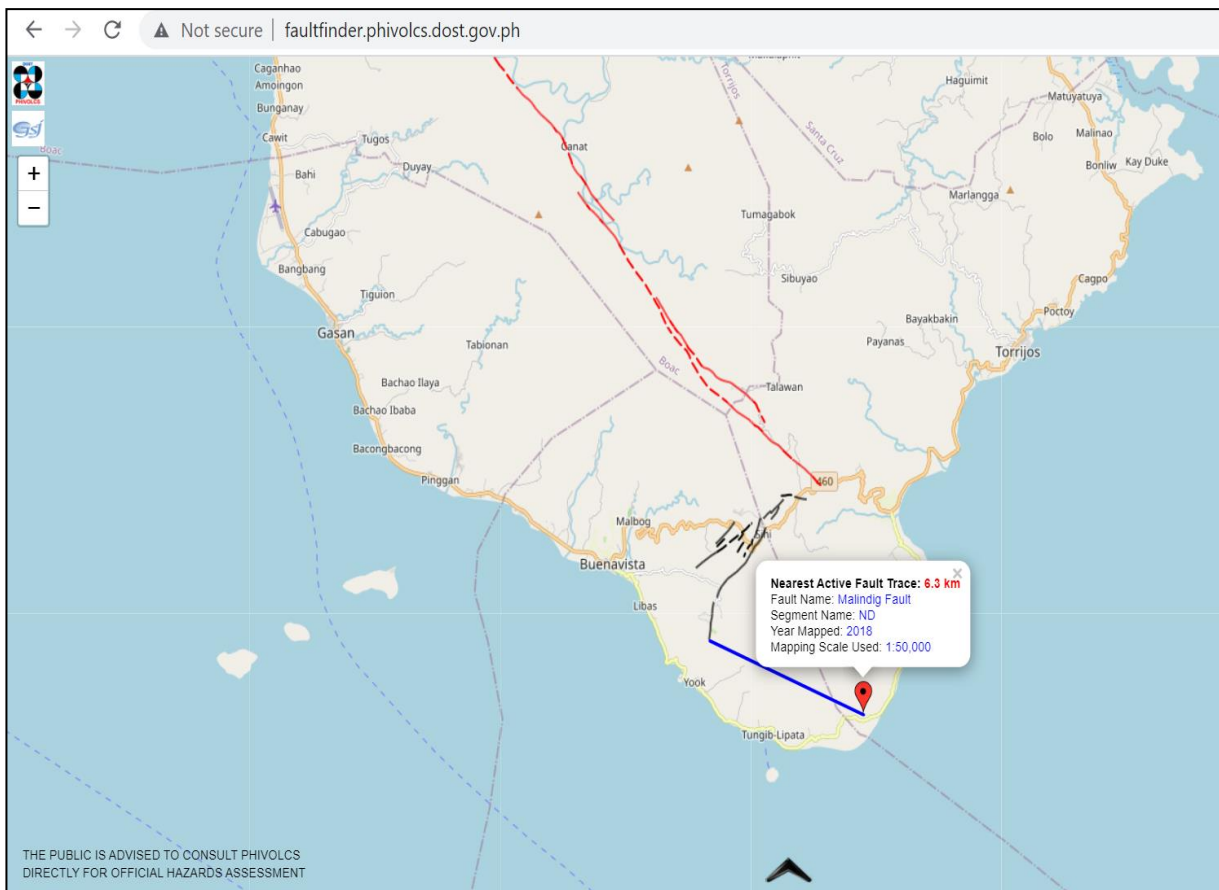 Not secure | faultfinder.phivolcs.dost.gov.ph
DOST
PHIVOLCS
Caganhao
Amoingon
Bunganay
Cawit
Boac
Tugos
Duyay
Bahi
Cabugao
Bangbang
Tiguion
Gasan
Tabionan
Bachao Ilaya
Bachao Ibaba
Bacongbacong
Pinggan
Canat
Torrijos
Santa Cruz
Haguimit
Matuyatuya
Bolo
Malinao
Bonliw
Kay Duke
Marlangga
Tumagabok
Sibuyao
Cagpo
Bayakbakin
Poctoy
Payanas
Torrijos
Boac
Talawan
460
Malbog
Sihi
Buenavista
Libas
Yook
Tungib-Lipata
+
−
×
Nearest Active Fault Trace: 6.3 km
Fault Name: Malindig Fault
Segment Name: ND
Year Mapped: 2018
Mapping Scale Used: 1:50,000
THE PUBLIC IS ADVISED TO CONSULT PHIVOLCS
DIRECTLY FOR OFFICIAL HAZARDS ASSESSMENT